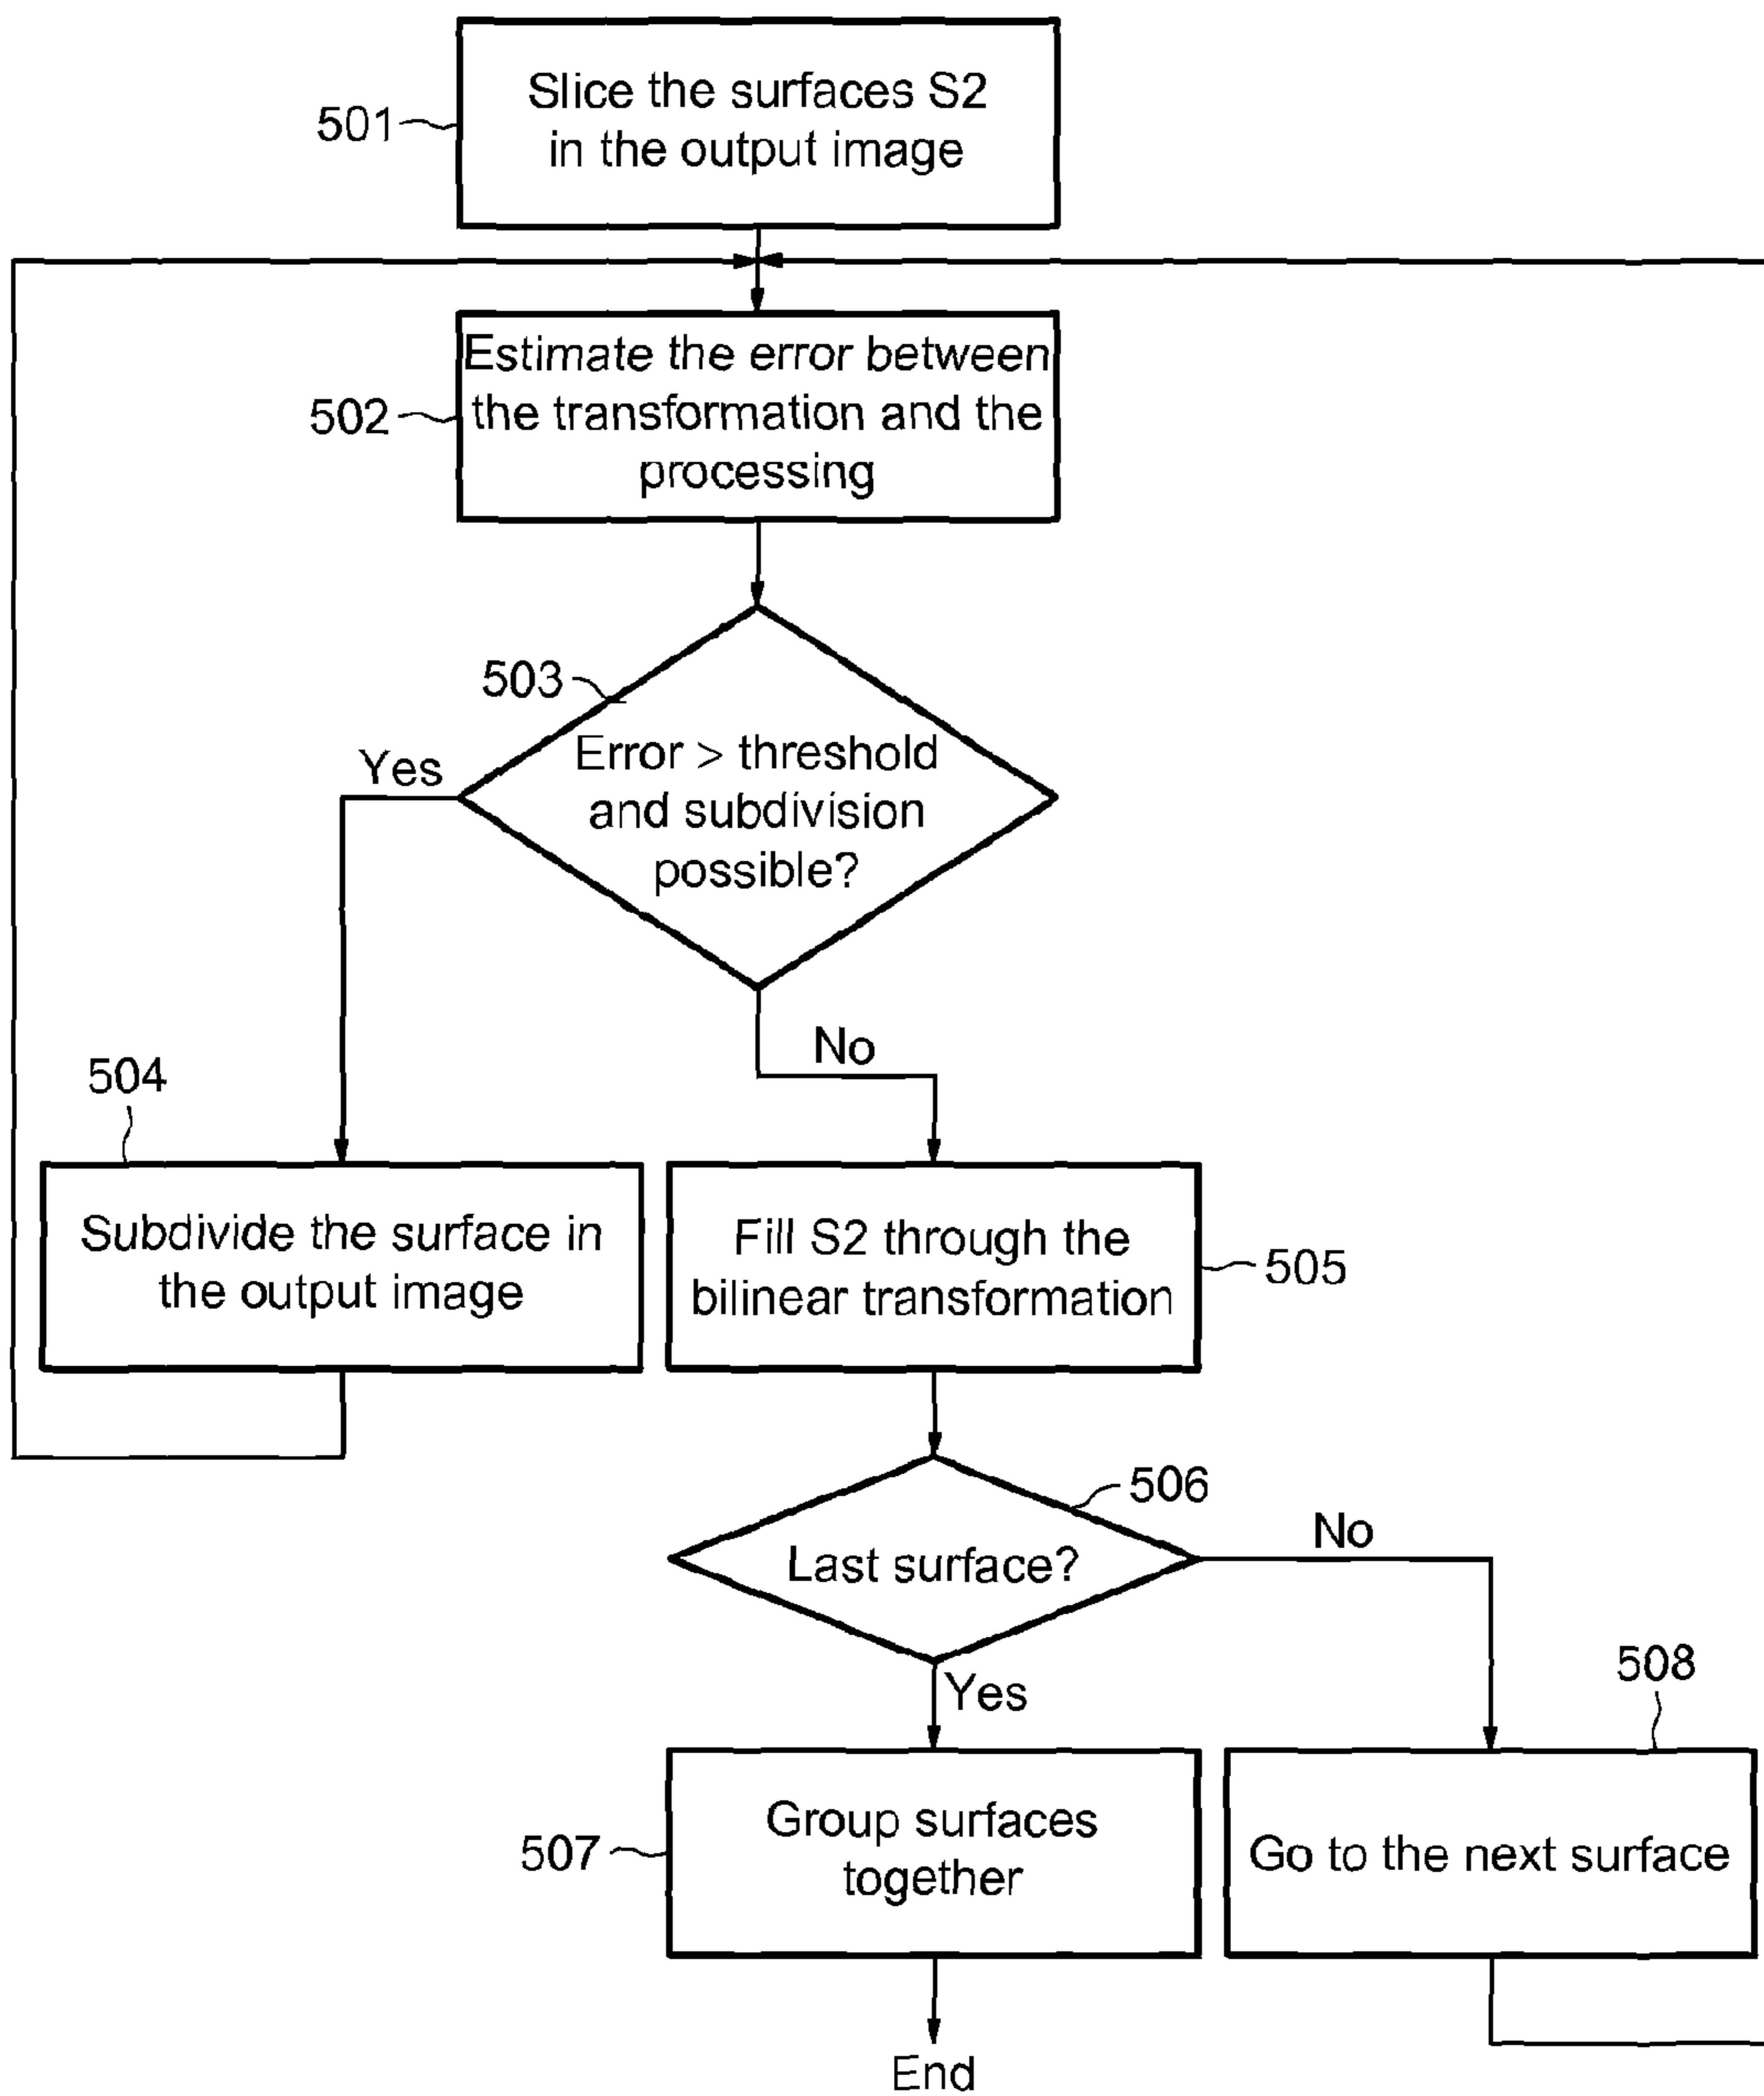 Slice the surfaces S2
in the output image
501
Estimate the error between
the transformation and the
processing
502
503
Error > threshold
and subdivision
possible?
Yes
No
504
Subdivide the surface in
the output image
Fill S2 through the
bilinear transformation
505
506
Last surface?
No
Yes
508
507
Group surfaces
together
Go to the next surface
End